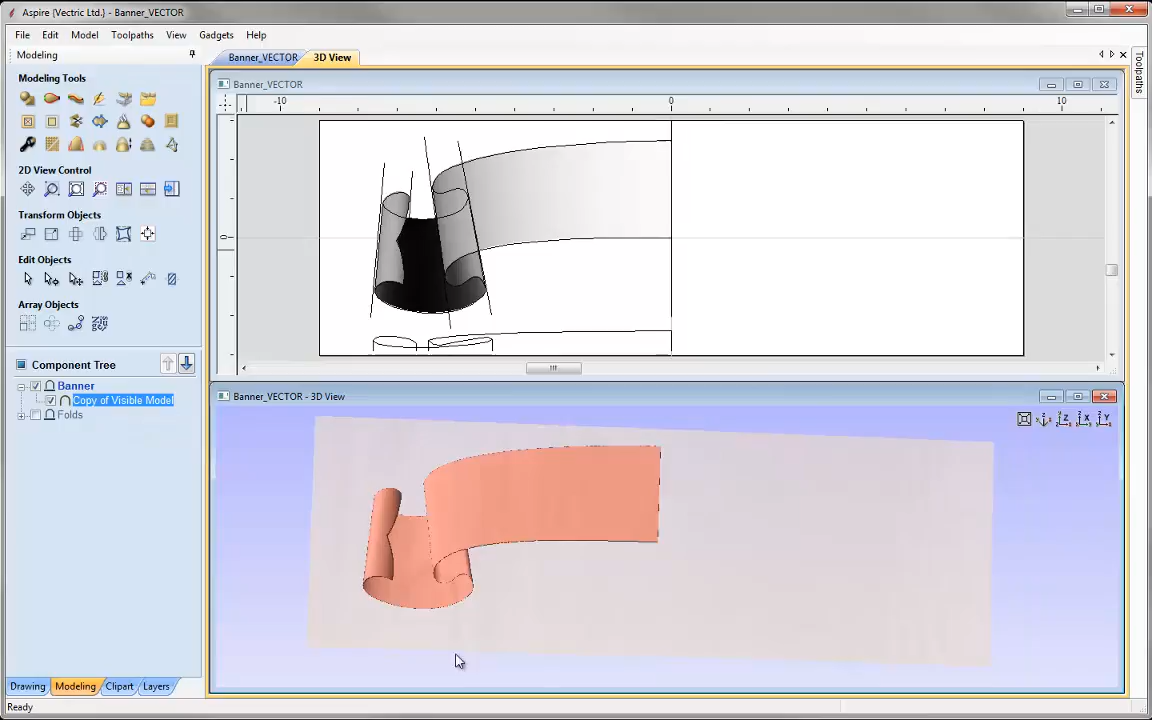 Aspire {Vectric Ltd.} - Banner_VECTOR
File Edit Model Toolpaths View Gadgets Help
Modeling
Banner_VECTOR 3D View
Toolpaths
Modeling Tools
2D View Control
Transform Objects
Edit Objects
Array Objects
Component Tree
Banner
Copy of Visible Model
Folds
Banner_VECTOR
-10 0 10
0
Banner_VECTOR - 3D View
Z X Y
Drawing Modeling Clipart Layers
Ready